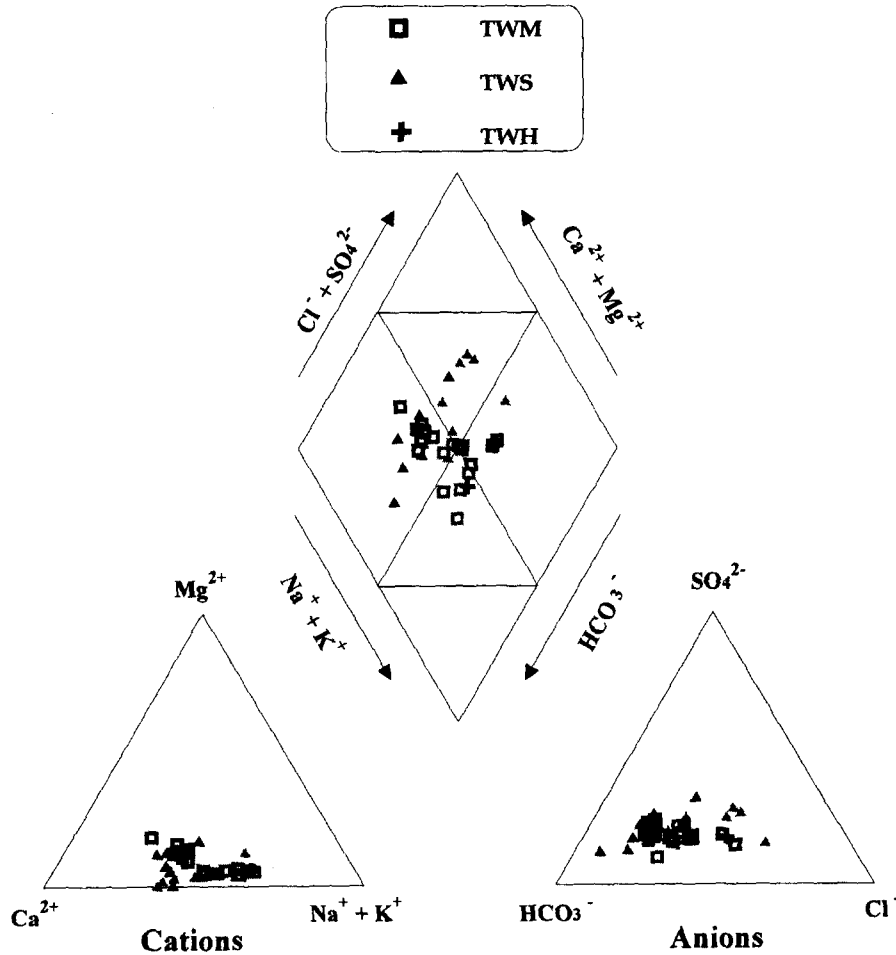 TWM
TWS
TWH
Cl⁻ + SO₄²⁻
Ca²⁺ + Mg²⁺
Na⁺ + K⁺
HCO₃⁻
Mg²⁺
SO₄²⁻
Ca²⁺
Na⁺ + K⁺
HCO₃⁻
Cl⁻
Cations
Anions